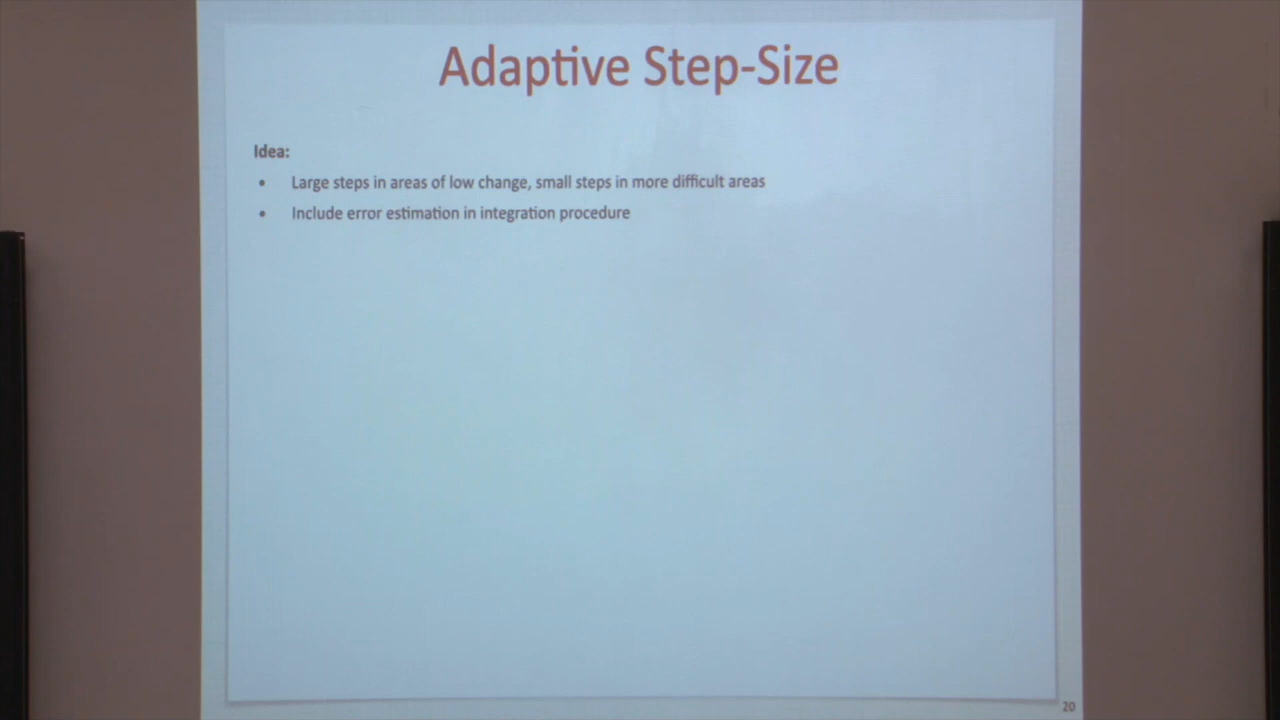 Adaptive Step-Size
Idea:
• Large steps in areas of low change, small steps in more difficult areas
• Include error estimation in integration procedure
20